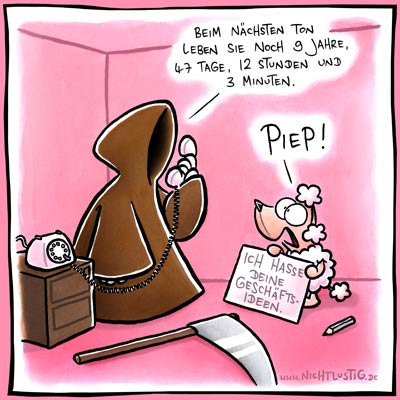 BEIM NÄCHSTEN TON
LEBEN SIE NOCH 9 JAHRE,
47 TAGE, 12 STUNDEN UND
3 MINUTEN.
PIEP!
ICH HASSE
DEINE
GESCHÄFTS-
IDEEN.
WWW.NICHTLUSTIG.DE